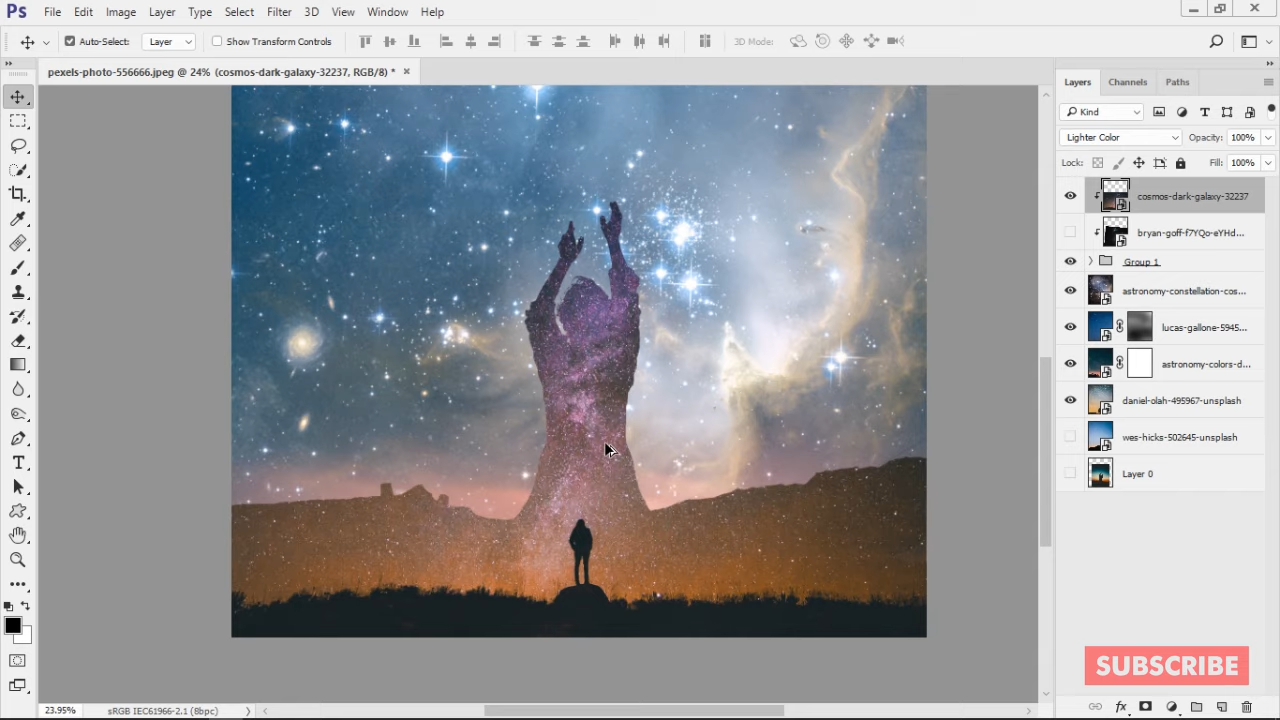 Ps File Edit Image Layer Type Select Filter 3D View Window Help
Auto-Select: Layer Show Transform Controls 3D Mode:
pexels-photo-556666.jpeg @ 24% (cosmos-dark-galaxy-32237, RGB/8) *
Layers Channels Paths
Kind
Lighter Color Opacity: 100%
Lock: Fill: 100%
cosmos-dark-galaxy-32237
bryan-goff-f7YQo-eYHd...
Group 1
astronomy-constellation-cos...
lucas-gallone-5945...
astronomy-colors-d...
daniel-olah-495967-unsplash
wes-hicks-502645-unsplash
Layer 0
SUBSCRIBE
23.95% sRGB IEC61966-2.1 (8bpc)